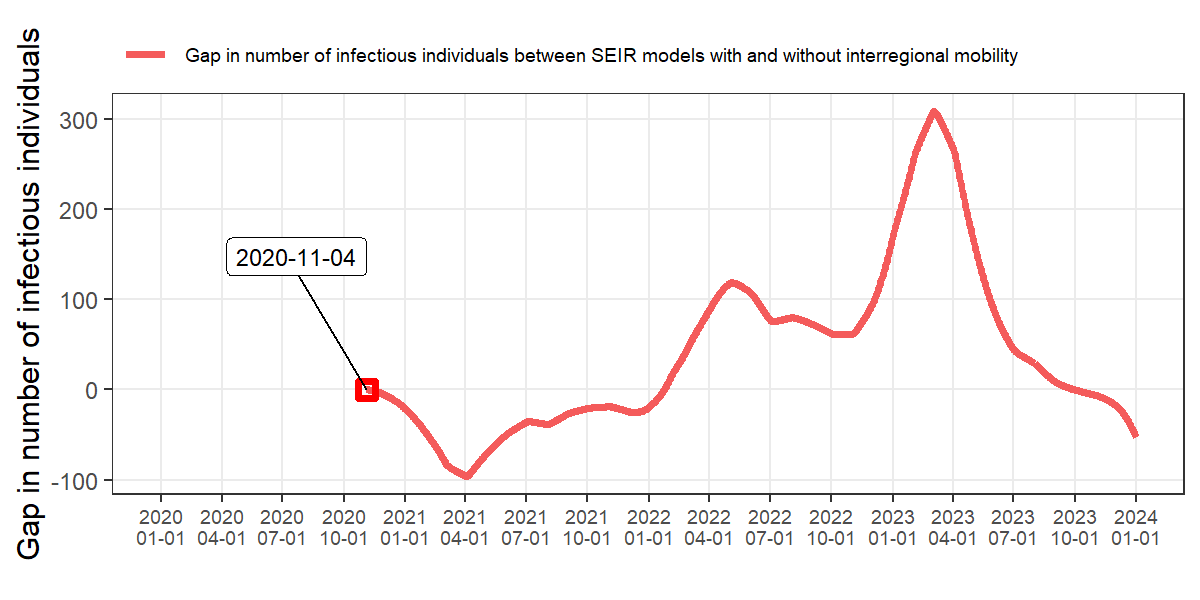 Gap in number of infectious individuals between SEIR models with and without interregional mobility
Gap in number of infectious individuals
300
200
100
0
-100
2020-11-04
2020 2020 2020 2020 2021 2021 2021 2021 2022 2022 2022 2022 2023 2023 2023 2023 2024
01-01 04-01 07-01 10-01 01-01 04-01 07-01 10-01 01-01 04-01 07-01 10-01 01-01 04-01 07-01 10-01 01-01